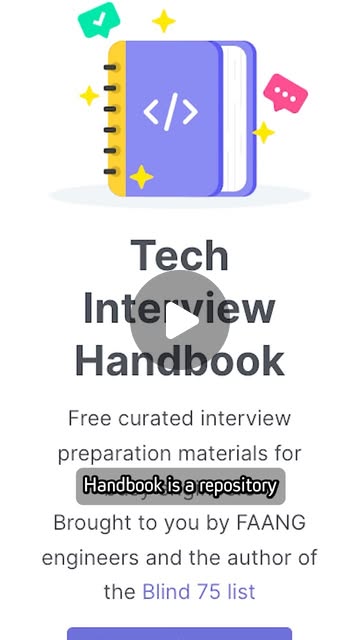 </>
Tech
Interview
Handbook
Free curated interview
preparation materials for
Handbook is a repository
Brought to you by FAANG
engineers and the author of
the Blind 75 list